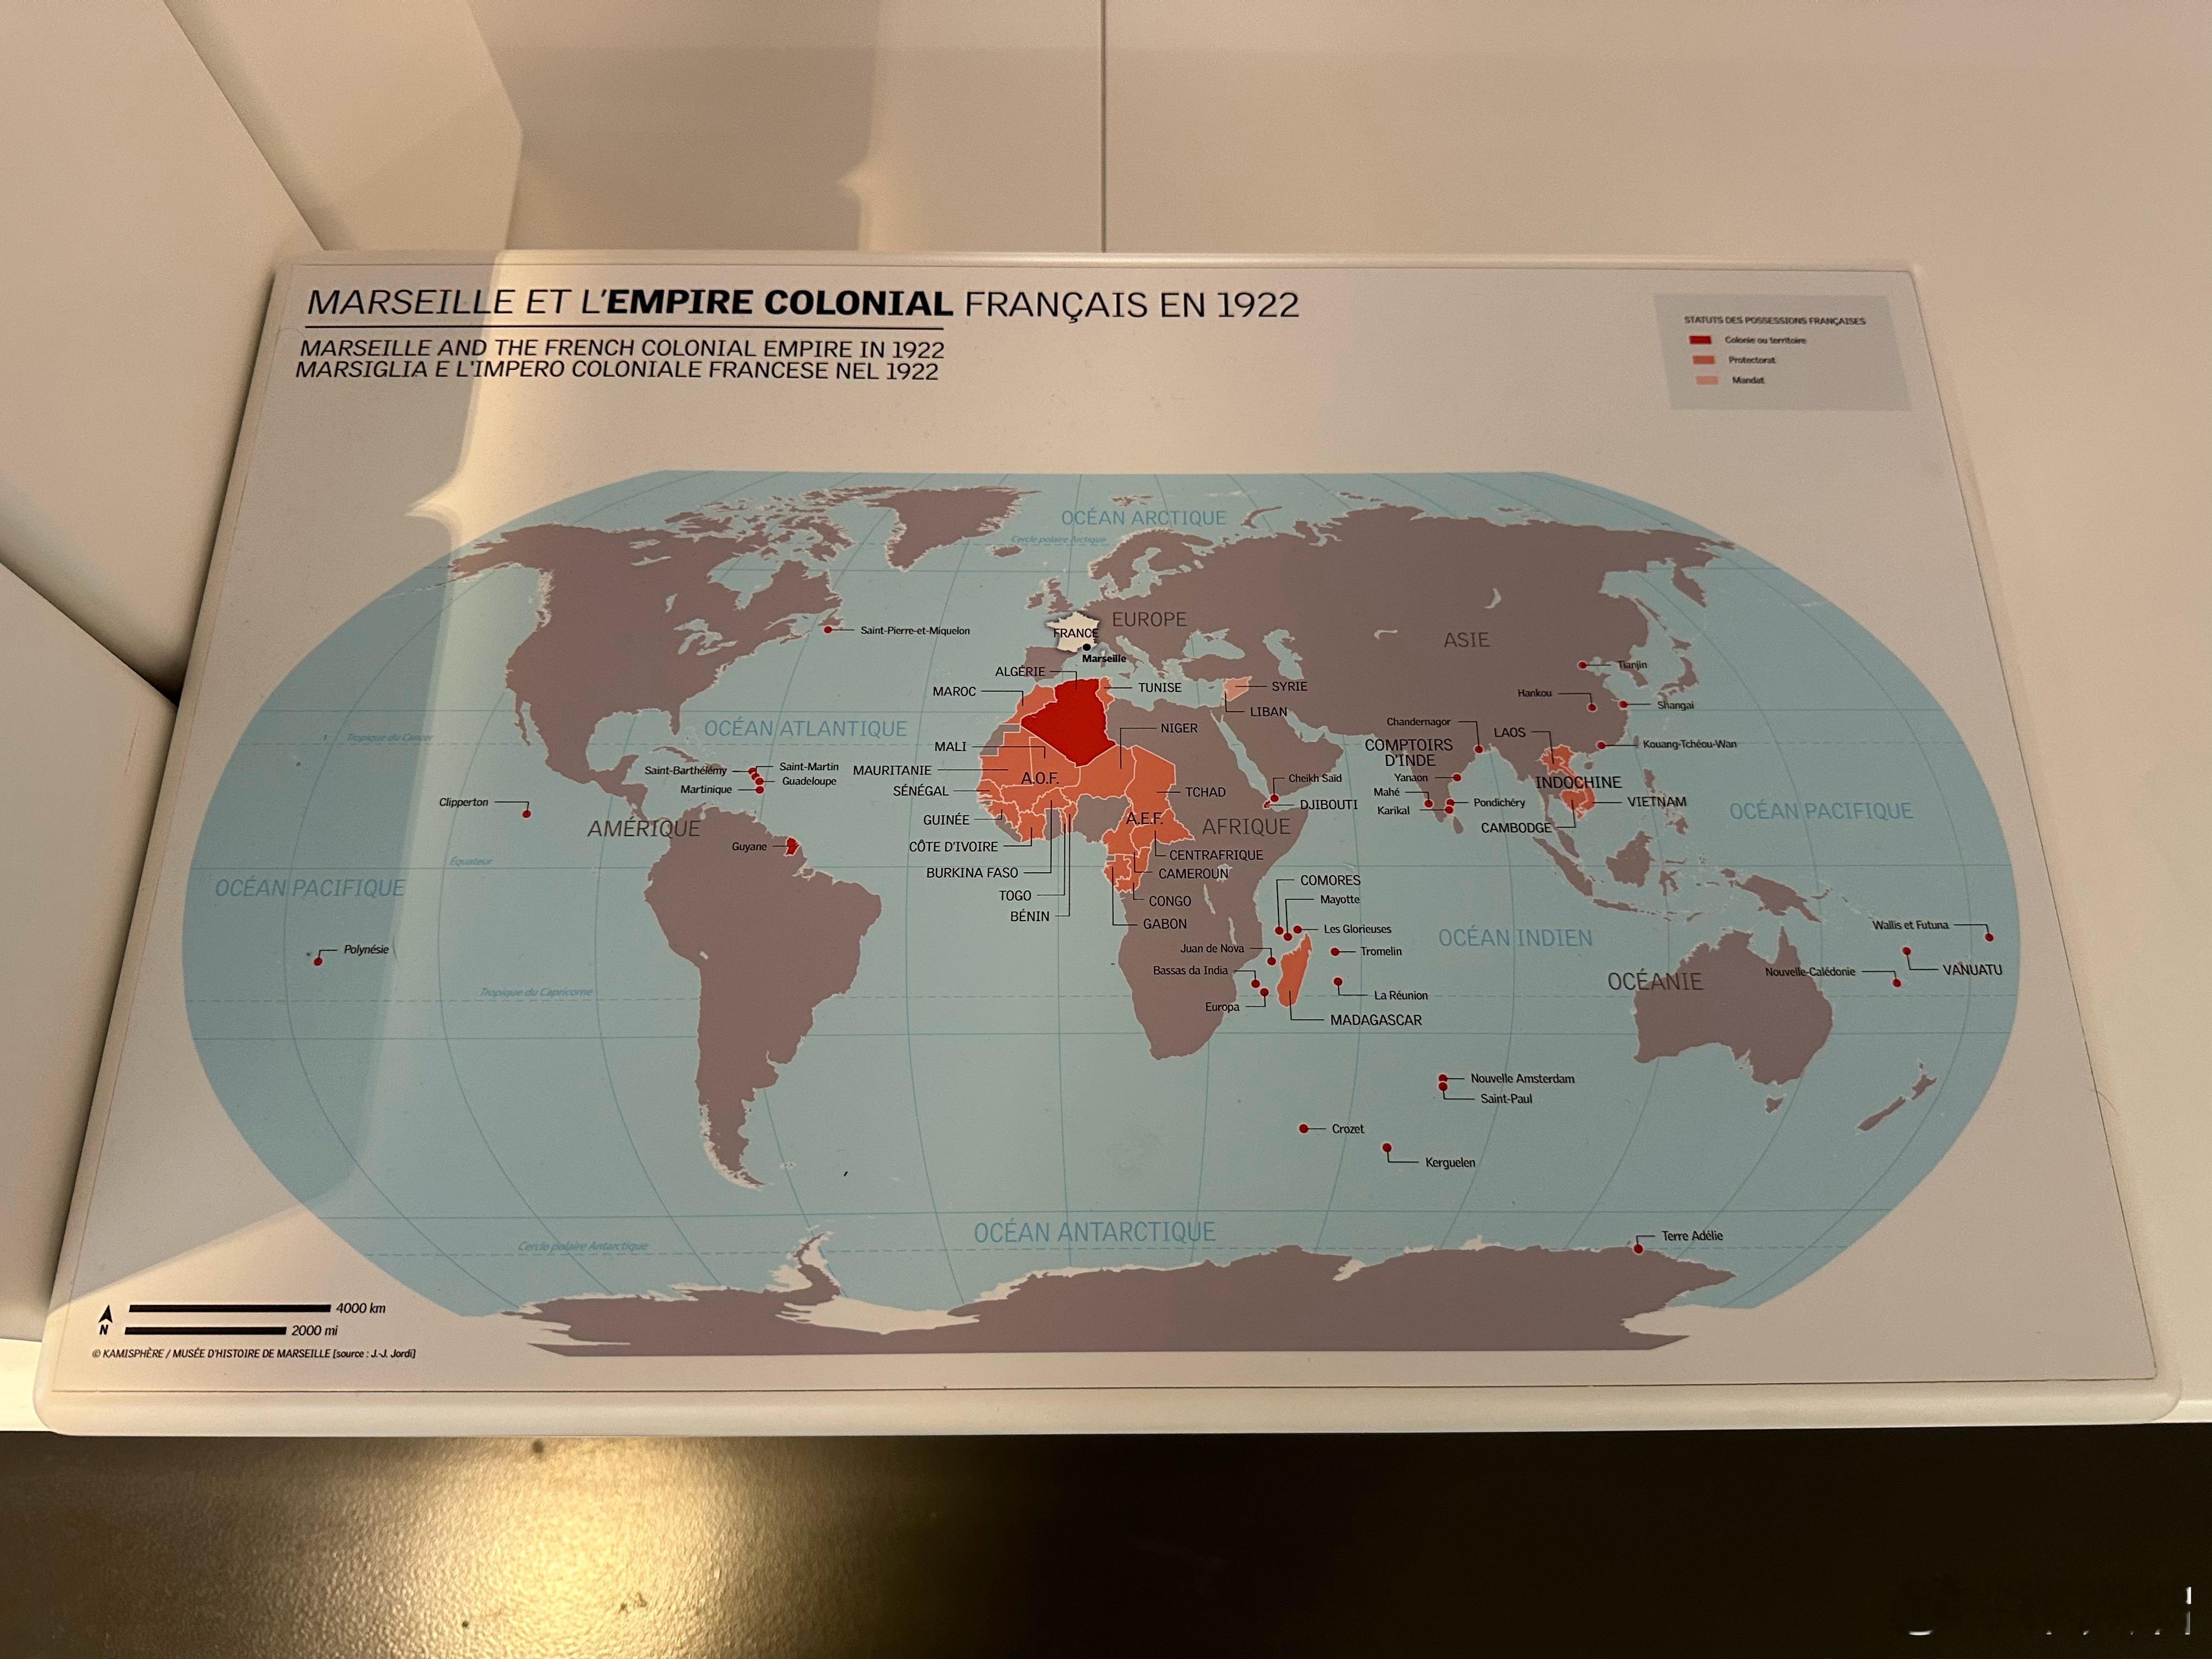 MARSEILLE ET L'EMPIRE COLONIAL FRANÇAIS EN 1922
MARSEILLE AND THE FRENCH COLONIAL EMPIRE IN 1922
MARSIGLIA E L'IMPERO COLONIALE FRANCESE NEL 1922
STATUTS DES POSSESSIONS FRANÇAISES
Colonie ou territoire
Protectorat
Mandat
OCÉAN ARCTIQUE
Cercle polaire Arctique
EUROPE
FRANCE
Marseille
ASIE
Saint-Pierre-et-Miquelon
ALGÉRIE
MAROC
TUNISE
SYRIE
LIBAN
Tianjin
Hankou
Shangai
OCÉAN ATLANTIQUE
Tropique du Cancer
NIGER
Chandernagor
LAOS
Kouang-Tchéou-Wan
MALI
COMPTOIRS
D'INDE
Saint-Barthélémy
Saint-Martin
Guadeloupe
Martinique
MAURITANIE
A.O.F.
SÉNÉGAL
TCHAD
Cheikh Saïd
DJIBOUTI
Yanaon
Mahé
Pondichéry
Karikal
INDOCHINE
VIETNAM
CAMBODGE
OCÉAN PACIFIQUE
Clipperton
AMÉRIQUE
GUINÉE
A.E.F.
AFRIQUE
Guyane
CÔTE D'IVOIRE
CENTRAFRIQUE
BURKINA FASO
CAMEROUN
Équateur
OCÉAN PACIFIQUE
TOGO
CONGO
BÉNIN
GABON
COMORES
Mayotte
Les Glorieuses
Juan de Nova
Tromelin
Bassas da India
La Réunion
Europa
MADAGASCAR
OCÉAN INDIEN
OCÉANIE
Wallis et Futuna
Nouvelle-Calédonie
VANUATU
Polynésie
Tropique du Capricorne
Nouvelle Amsterdam
Saint-Paul
Crozet
Kerguelen
OCÉAN ANTARCTIQUE
Cercle polaire Antarctique
Terre Adélie
4000 km
N
2000 mi
© KAMISPHÈRE / MUSÉE D'HISTOIRE DE MARSEILLE [source : J.-J. Jordi]